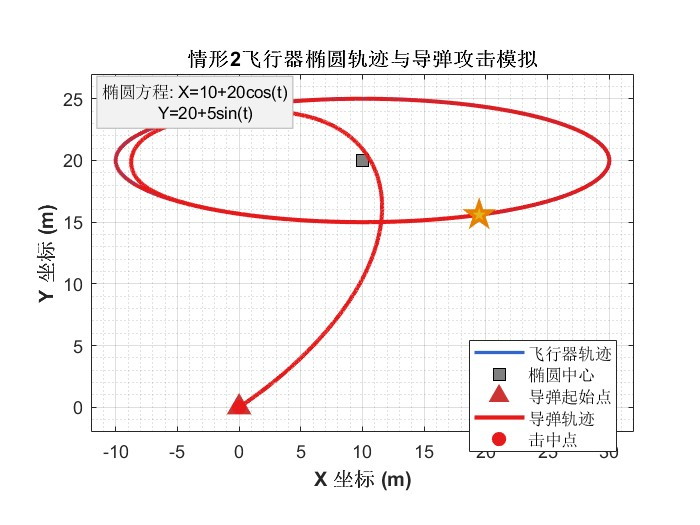 情形2飞行器椭圆轨迹与导弹攻击模拟
椭圆方程: X=10+20cos(t)
Y=20+5sin(t)
25
20
15
10
5
0
Y 坐标 (m)
飞行器轨迹
椭圆中心
导弹起始点
导弹轨迹
击中点
-10 -5 0 5 10 15 20 25 30
X 坐标 (m)